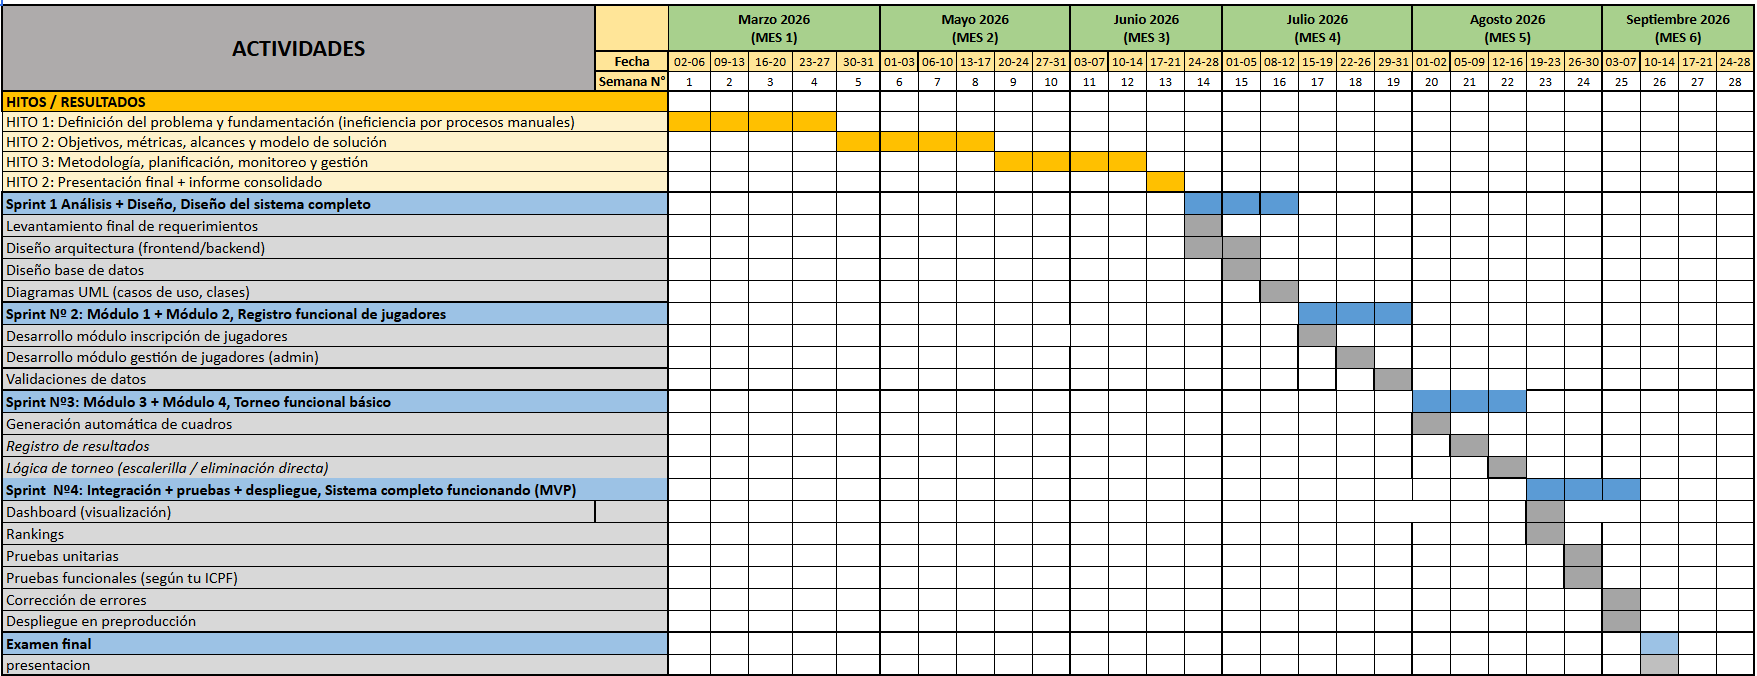 ACTIVIDADES
Marzo 2026 Mayo 2026 Junio 2026 Julio 2026 Agosto 2026 Septiembre 2026
(MES 1) (MES 2) (MES 3) (MES 4) (MES 5) (MES 6)
Fecha 02-06 09-13 16-20 23-27 30-31 01-03 06-10 13-17 20-24 27-31 03-07 10-14 17-21 24-28 01-05 08-12 15-19 22-26 29-31 01-02 05-09 12-16 19-23 26-30 03-07 10-14 17-21 24-28
Semana N° 1 2 3 4 5 6 7 8 9 10 11 12 13 14 15 16 17 18 19 20 21 22 23 24 25 26 27 28
HITOS / RESULTADOS
HITO 1: Definición del problema y fundamentación (ineficiencia por procesos manuales)
HITO 2: Objetivos, métricas, alcances y modelo de solución
HITO 3: Metodología, planificación, monitoreo y gestión
HITO 2: Presentación final + informe consolidado
Sprint 1 Análisis + Diseño, Diseño del sistema completo
Levantamiento final de requerimientos
Diseño arquitectura (frontend/backend)
Diseño base de datos
Diagramas UML (casos de uso, clases)
Sprint Nº 2: Módulo 1 + Módulo 2, Registro funcional de jugadores
Desarrollo módulo inscripción de jugadores
Desarrollo módulo gestión de jugadores (admin)
Validaciones de datos
Sprint Nº3: Módulo 3 + Módulo 4, Torneo funcional básico
Generación automática de cuadros
Registro de resultados
Lógica de torneo (escalerilla / eliminación directa)
Sprint  Nº4: Integración + pruebas + despliegue, Sistema completo funcionando (MVP)
Dashboard (visualización)
Rankings
Pruebas unitarias
Pruebas funcionales (según tu ICPF)
Corrección de errores
Despliegue en preproducción
Examen final
presentacion